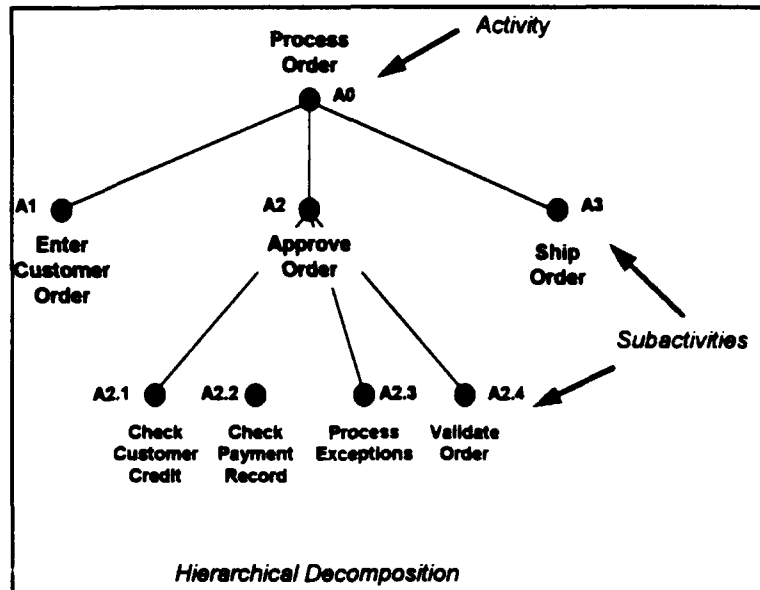 Activity
Process
Order
A0
A1
A2
A3
Enter
Customer
Order
Approve
Order
Ship
Order
Subactivities
A2.1
A2.2
A2.3
A2.4
Check
Customer
Credit
Check
Payment
Record
Process
Exceptions
Validate
Order
Hierarchical Decomposition